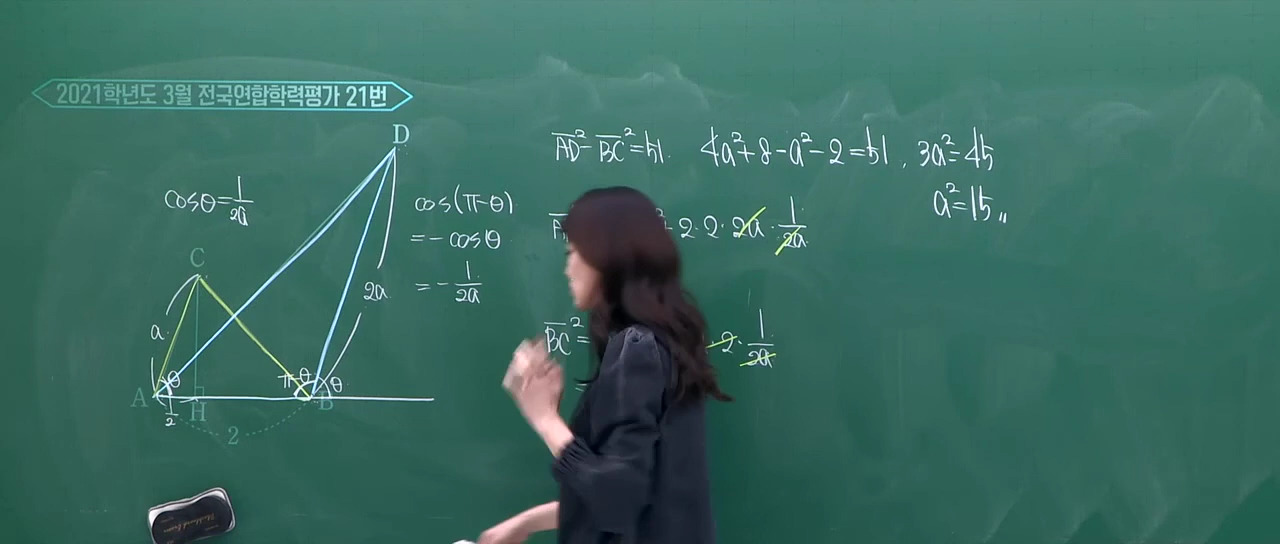 2021학년도 3월 전국연합학력평가 21번
cosθ=1/2a
D
C
a
A
θ
1/2
H
2
π-θ
B
θ
2a
cos(π-θ)
=-cosθ
=-1/2a
AD²-BC²=51. 4a²+8-a²-2=51. 3a²=45
a²=15〃
2·2·2a·1/2a
BC²=
2·1/2a
=